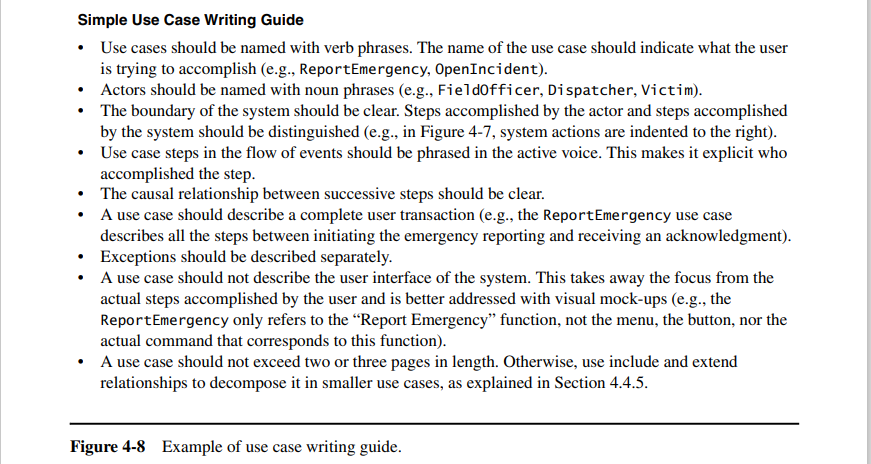 Simple Use Case Writing Guide
• Use cases should be named with verb phrases. The name of the use case should indicate what the user
is trying to accomplish (e.g., ReportEmergency, OpenIncident).
• Actors should be named with noun phrases (e.g., FieldOfficer, Dispatcher, Victim).
• The boundary of the system should be clear. Steps accomplished by the actor and steps accomplished
by the system should be distinguished (e.g., in Figure 4-7, system actions are indented to the right).
• Use case steps in the flow of events should be phrased in the active voice. This makes it explicit who
accomplished the step.
• The causal relationship between successive steps should be clear.
• A use case should describe a complete user transaction (e.g., the ReportEmergency use case
describes all the steps between initiating the emergency reporting and receiving an acknowledgment).
• Exceptions should be described separately.
• A use case should not describe the user interface of the system. This takes away the focus from the
actual steps accomplished by the user and is better addressed with visual mock-ups (e.g., the
ReportEmergency only refers to the “Report Emergency” function, not the menu, the button, nor the
actual command that corresponds to this function).
• A use case should not exceed two or three pages in length. Otherwise, use include and extend
relationships to decompose it in smaller use cases, as explained in Section 4.4.5.
Figure 4-8 Example of use case writing guide.